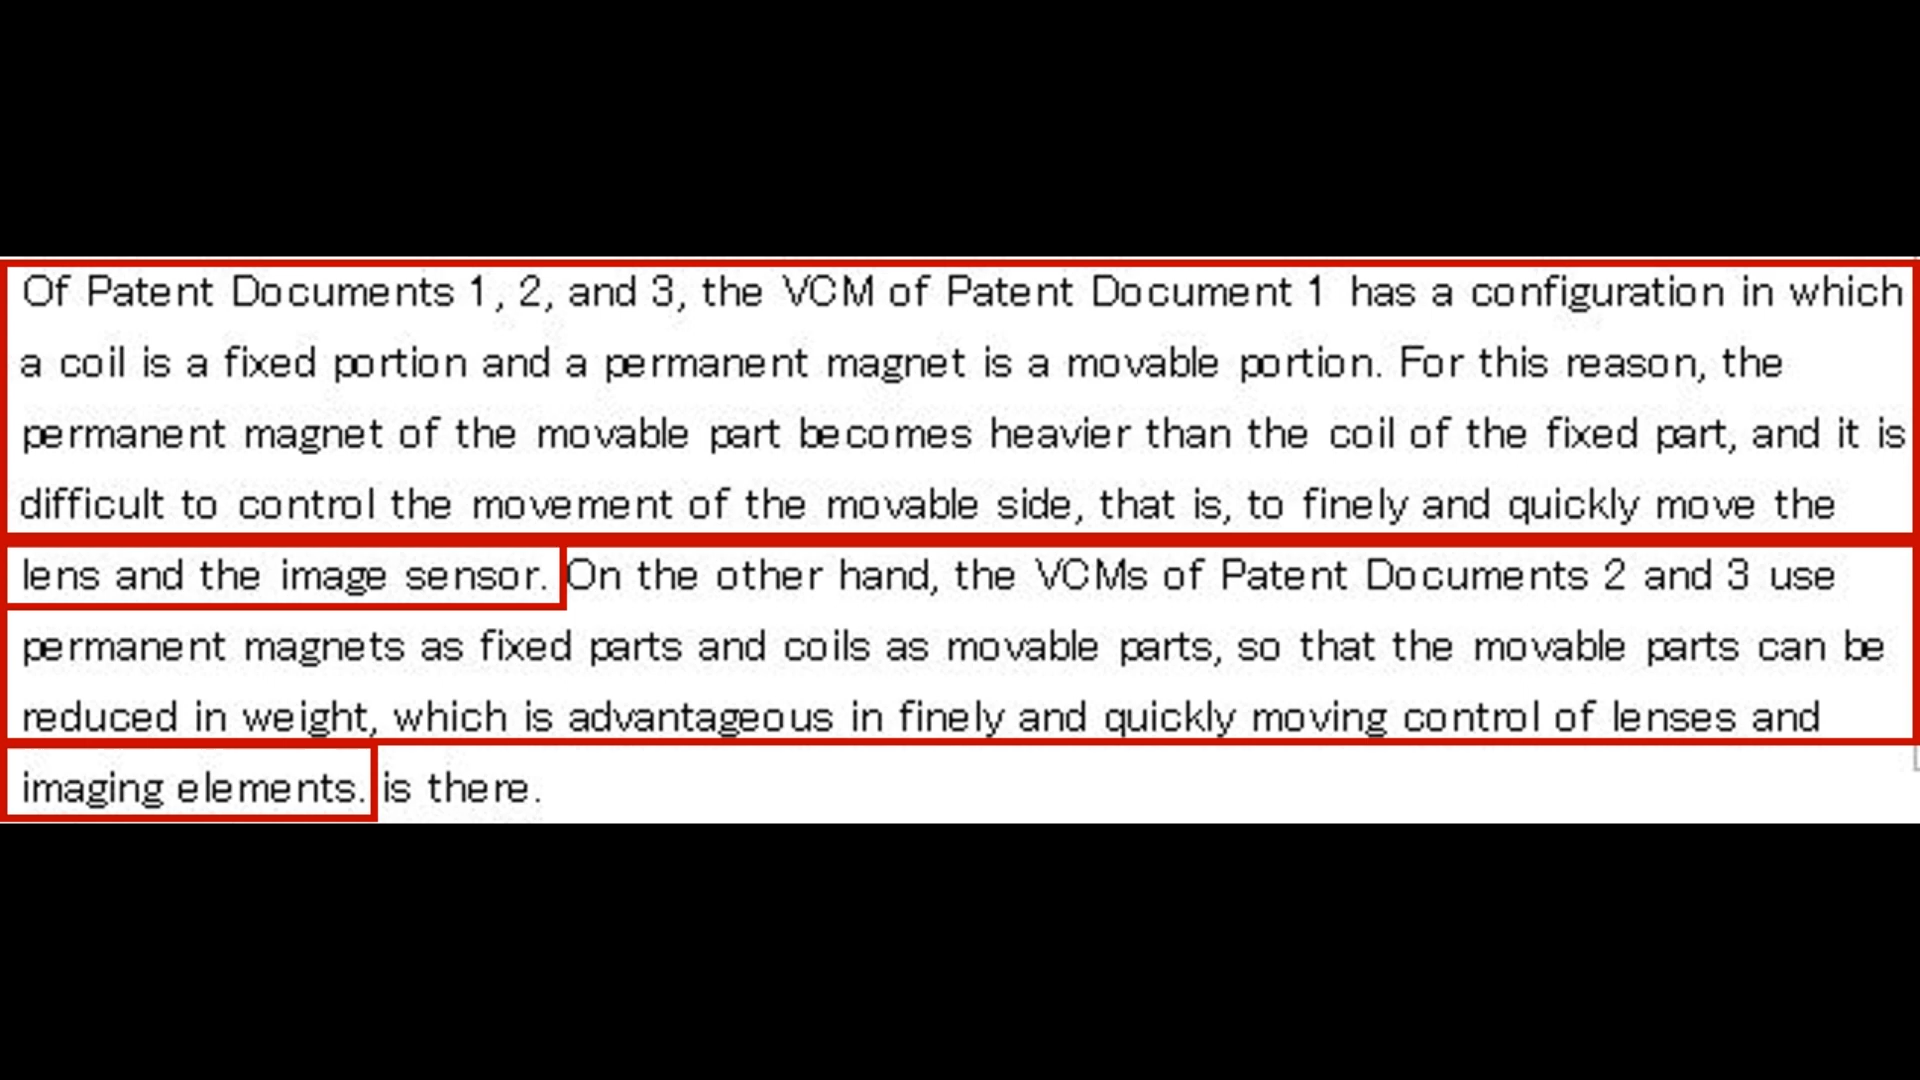 Of Patent Documents 1, 2, and 3, the VCM of Patent Document 1 has a configuration in which
a coil is a fixed portion and a permanent magnet is a movable portion. For this reason, the
permanent magnet of the movable part becomes heavier than the coil of the fixed part, and it is
difficult to control the movement of the movable side, that is, to finely and quickly move the
lens and the image sensor. On the other hand, the VCMs of Patent Documents 2 and 3 use
permanent magnets as fixed parts and coils as movable parts, so that the movable parts can be
reduced in weight, which is advantageous in finely and quickly moving control of lenses and
imaging elements. is there.